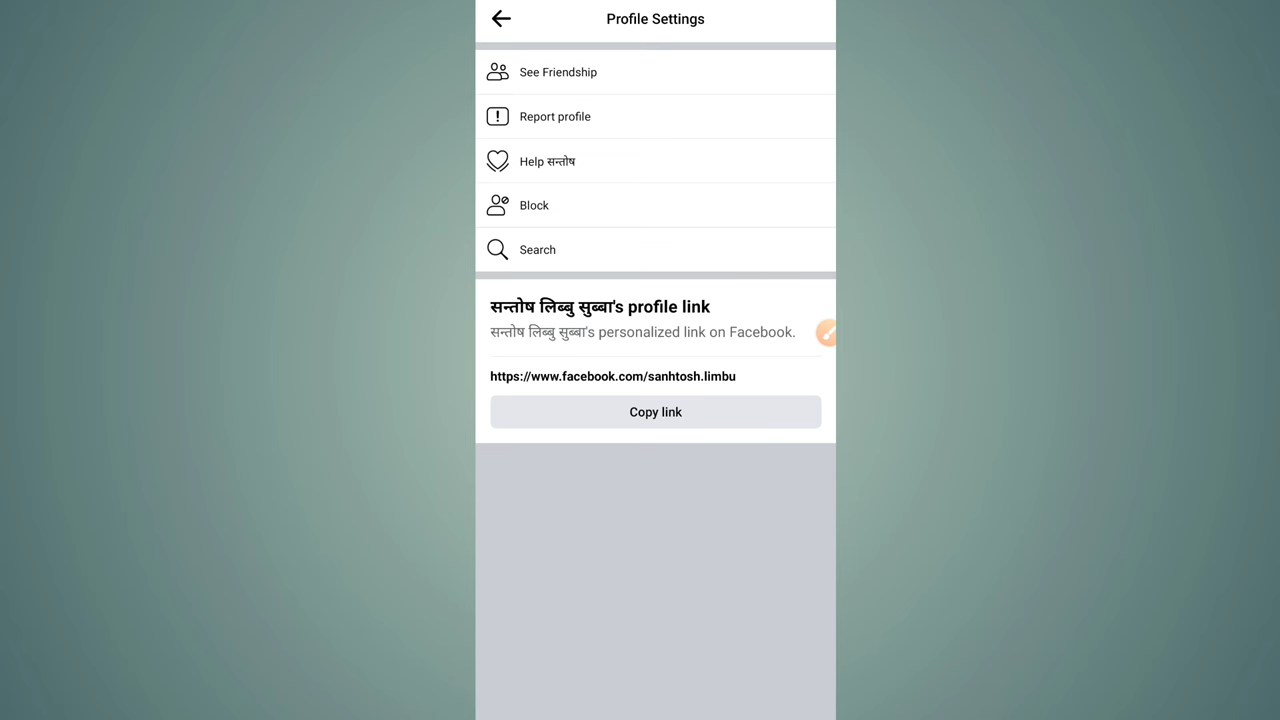 Profile Settings
See Friendship
Report profile
Help सन्तोष
Block
Search
सन्तोष लिब्बु सुब्बा's profile link
सन्तोष लिब्बु सुब्बा's personalized link on Facebook.
https://www.facebook.com/sanhtosh.limbu
Copy link